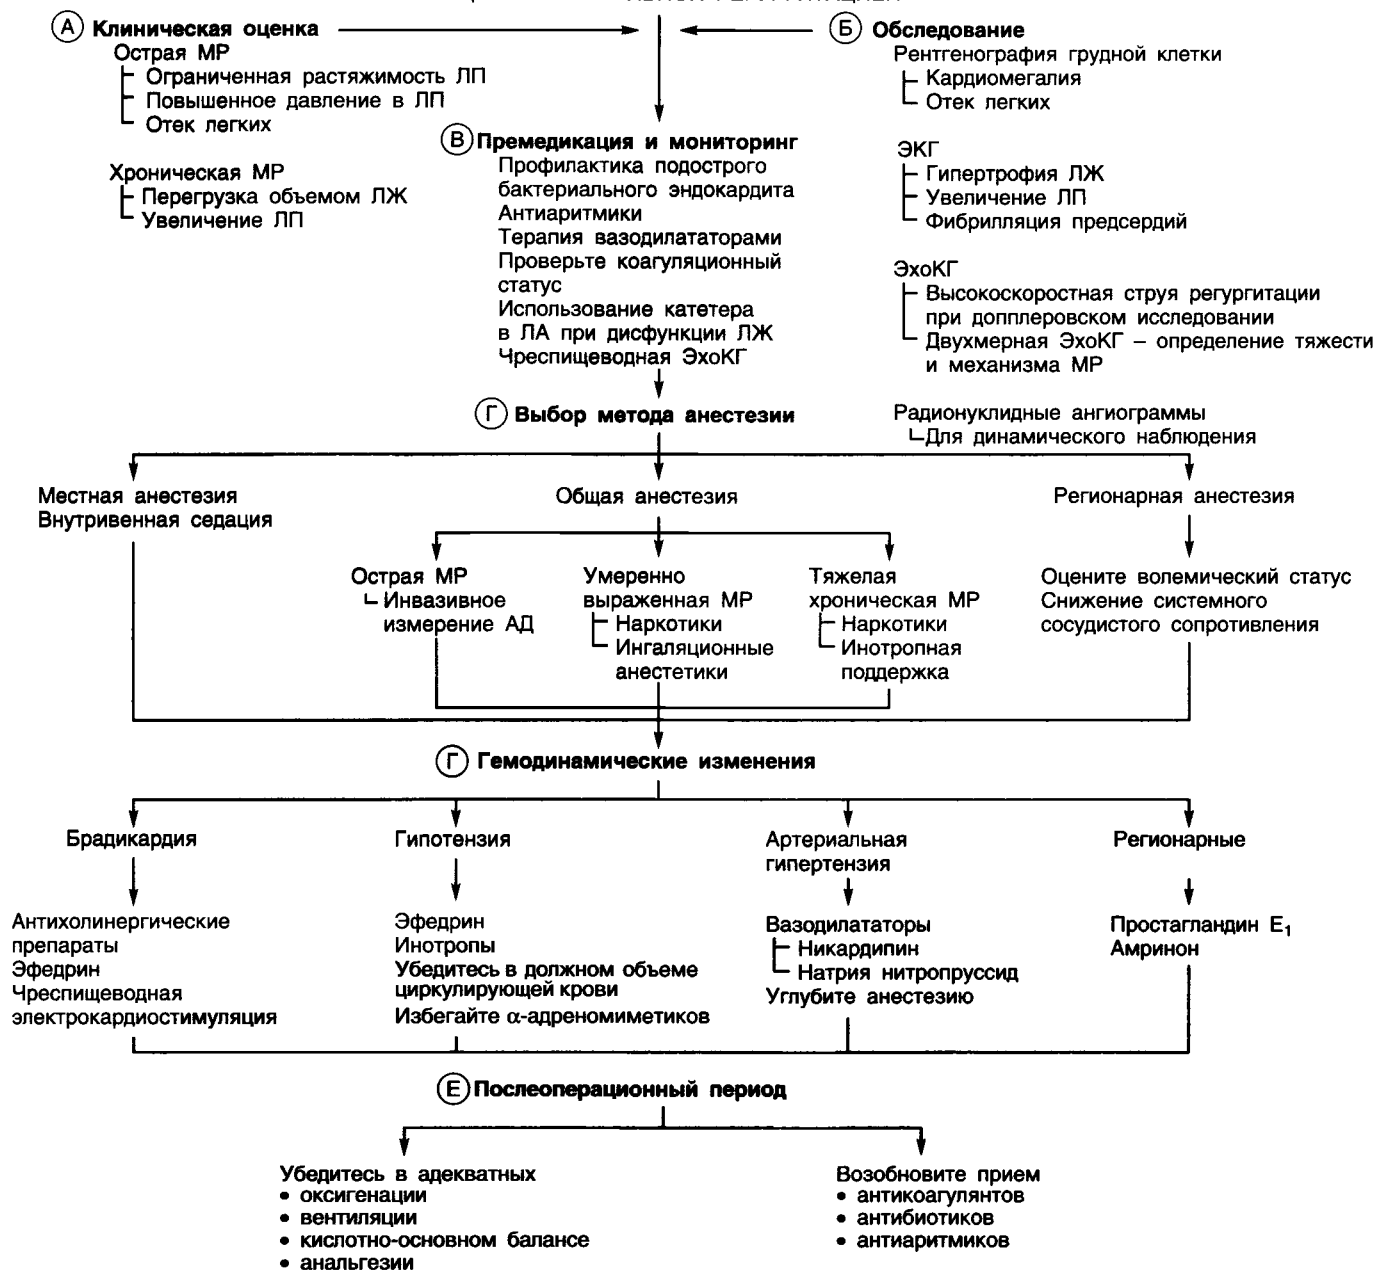 А Клиническая оценка
Острая МР
Ограниченная растяжимость ЛП
Повышенное давление в ЛП
Отек легких
Хроническая МР
Перегрузка объемом ЛЖ
Увеличение ЛП
Б Обследование
Рентгенография грудной клетки
Кардиомегалия
Отек легких
ЭКГ
Гипертрофия ЛЖ
Увеличение ЛП
Фибрилляция предсердий
ЭхоКГ
Высокоскоростная струя регургитации
при допплеровском исследовании
Двухмерная ЭхоКГ – определение тяжести
и механизма МР
Радионуклидные ангиограммы
Для динамического наблюдения
В Премедикация и мониторинг
Профилактика подострого
бактериального эндокардита
Антиаритмики
Терапия вазодилататорами
Проверьте коагуляционный
статус
Использование катетера
в ЛА при дисфункции ЛЖ
Чреспищеводная ЭхоКГ
Г Выбор метода анестезии
Местная анестезия
Внутривенная седация
Общая анестезия
Острая МР
Инвазивное
измерение АД
Умеренно
выраженная МР
Наркотики
Ингаляционные
анестетики
Тяжелая
хроническая МР
Наркотики
Инотропная
поддержка
Регионарная анестезия
Оцените волемический статус
Снижение системного
сосудистого сопротивления
Г Гемодинамические изменения
Брадикардия
Антихолинергические
препараты
Эфедрин
Чреспищеводная
электрокардиостимуляция
Гипотензия
Эфедрин
Инотропы
Убедитесь в должном объеме
циркулирующей крови
Избегайте α-адреномиметиков
Артериальная
гипертензия
Вазодилататоры
Никардипин
Натрия нитропруссид
Углубите анестезию
Регионарные
Простагландин Е₁
Амринон
Е Послеоперационный период
Убедитесь в адекватных
• оксигенации
• вентиляции
• кислотно-основном балансе
• анальгезии
Возобновите прием
• антикоагулянтов
• антибиотиков
• антиаритмиков